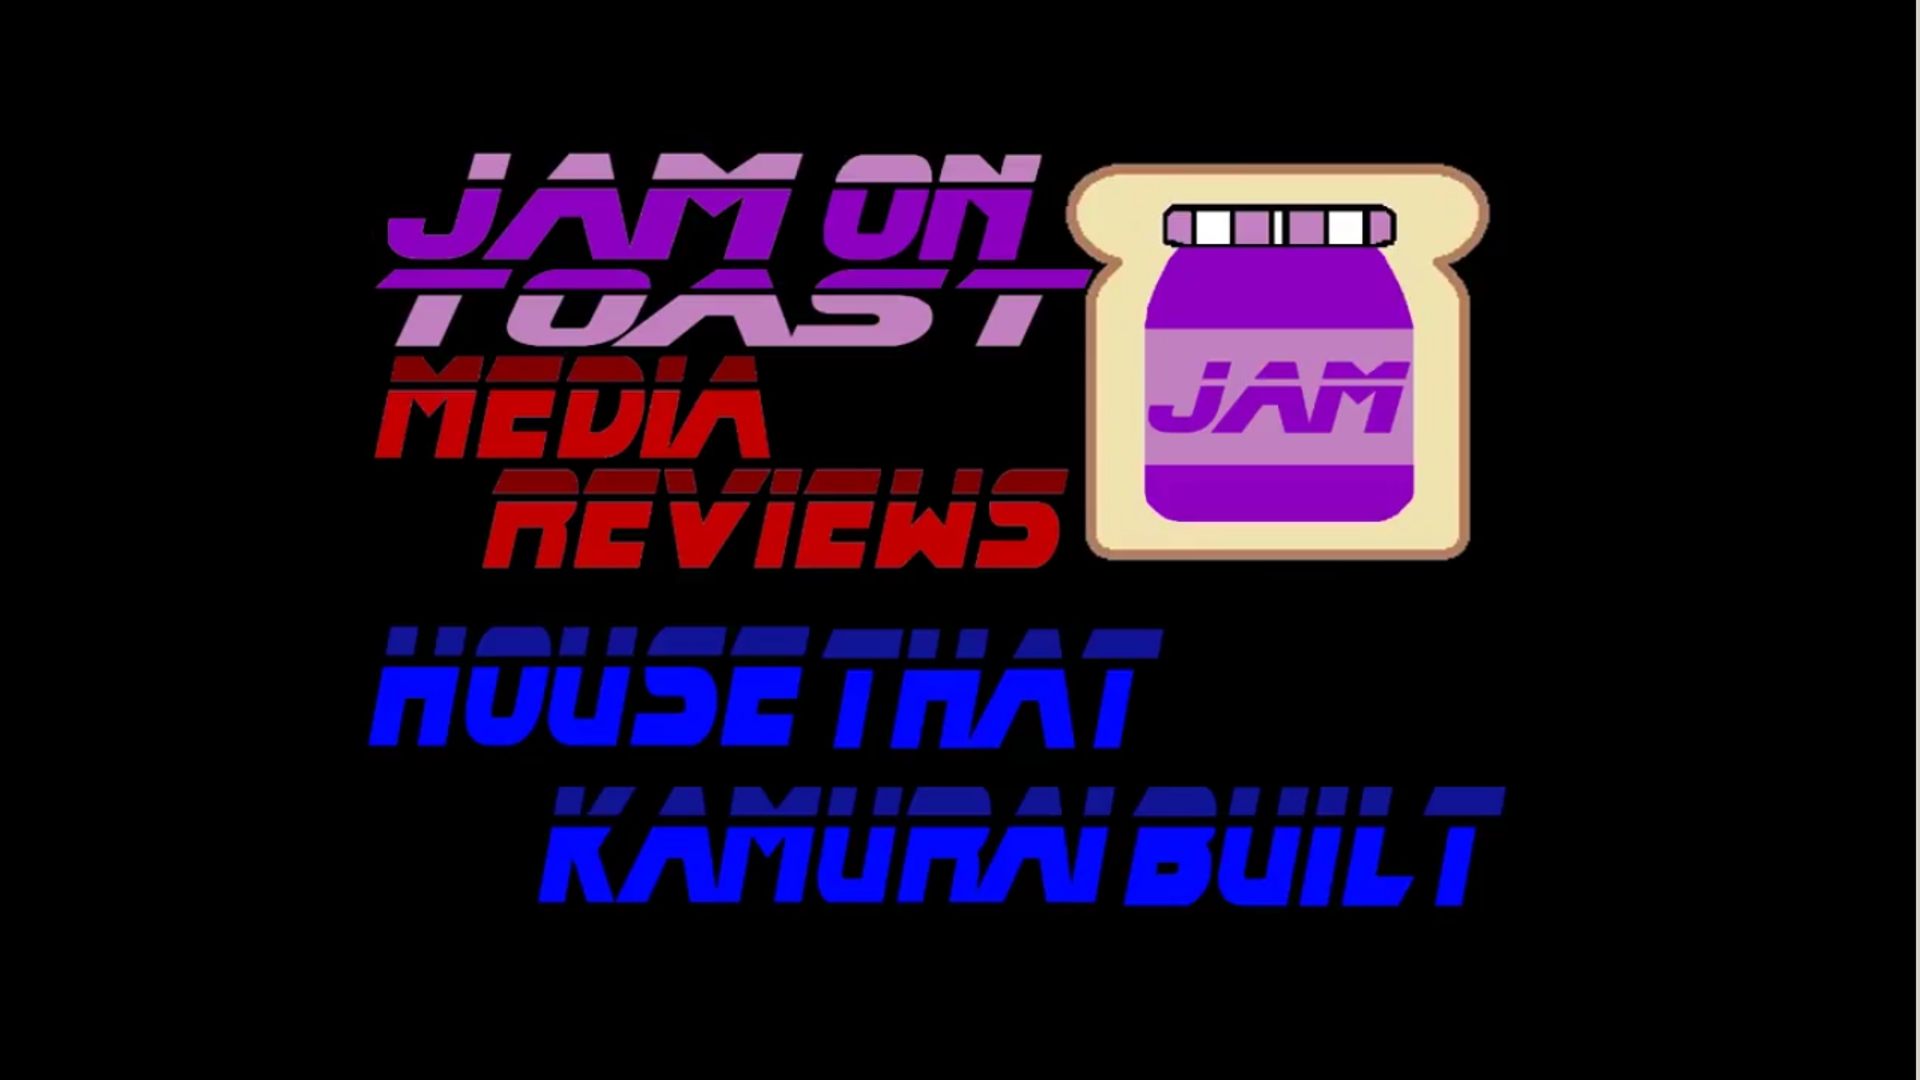 JAM ON
TOAST
MEDIA
REVIEWS
JAM
HOUSE THAT
KAMURAI BUILT